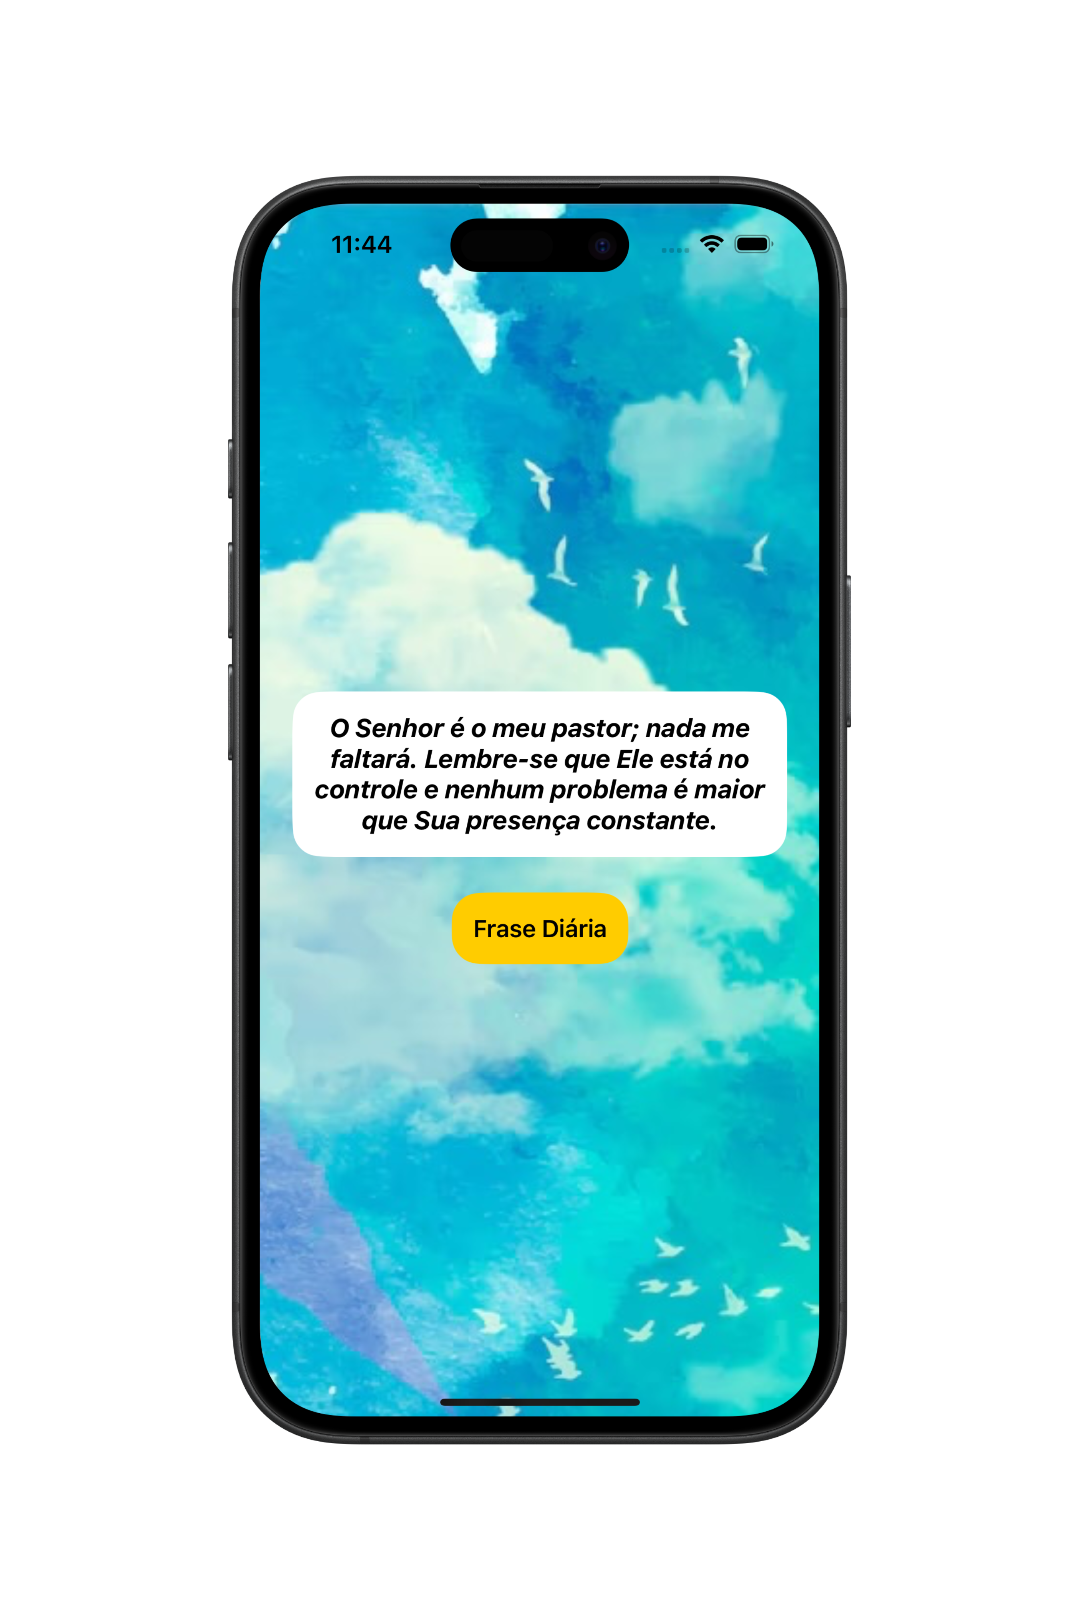 11:44
O Senhor é o meu pastor; nada me
faltará. Lembre-se que Ele está no
controle e nenhum problema é maior
que Sua presença constante.
Frase Diária